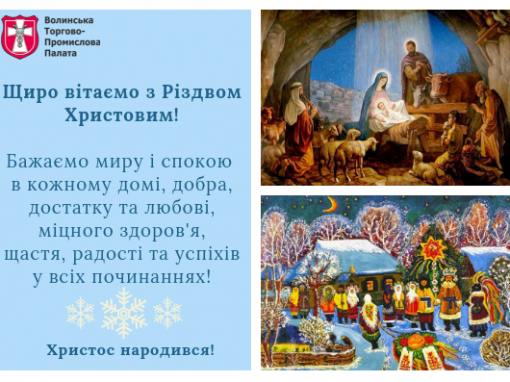 Волинська
Торгово-
Промислова
Палата
Щиро вітаємо з Різдвом
Христовим!
Бажаємо миру і спокою
в кожному домі, добра,
достатку та любові,
міцного здоров'я,
щастя, радості та успіхів
у всіх починаннях!
Христос народився!